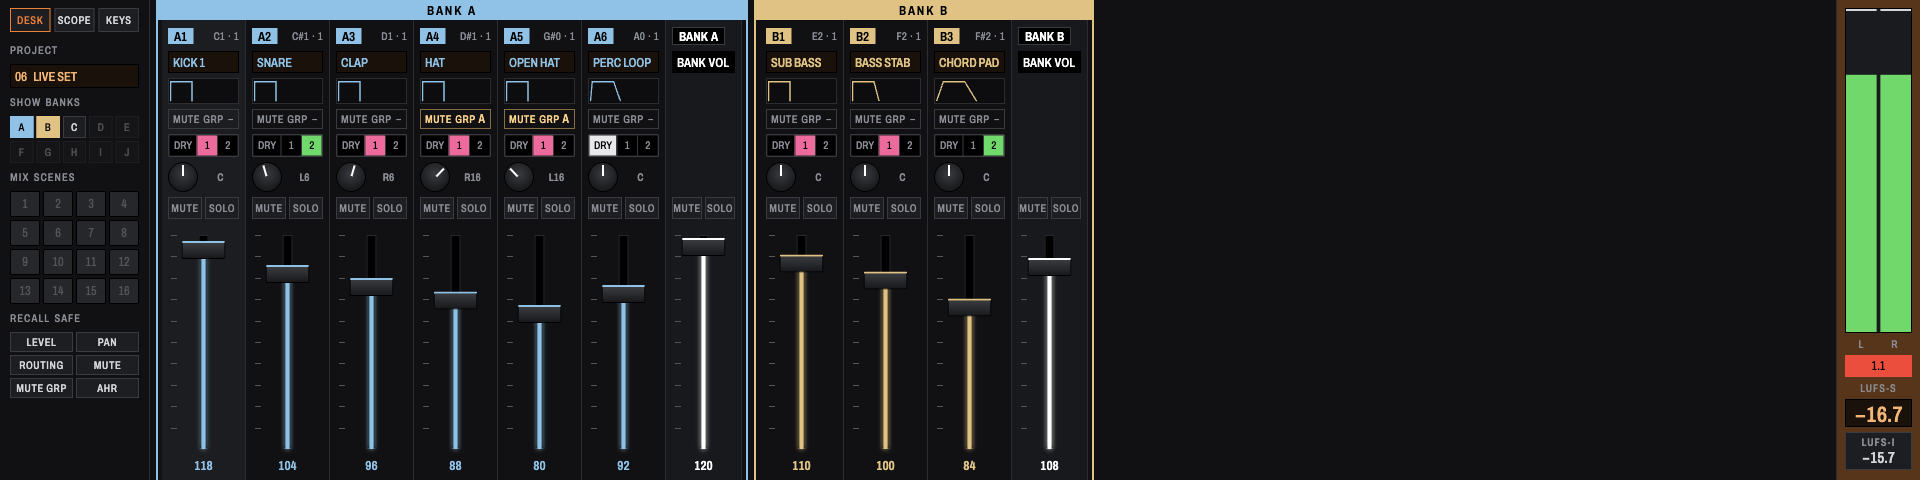 DESK SCOPE KEYS
PROJECT
06 LIVE SET
SHOW BANKS
A B C D E
F G H I J
MIX SCENES
1 2 3 4
5 6 7 8
9 10 11 12
13 14 15 16
RECALL SAFE
LEVEL PAN
ROUTING MUTE
MUTE GRP AHR
BANK A
A1 C1 · 1 A2 C#1 · 1 A3 D1 · 1 A4 D#1 · 1 A5 G#0 · 1 A6 A0 · 1 BANK A
KICK 1 SNARE CLAP HAT OPEN HAT PERC LOOP BANK VOL
MUTE GRP – MUTE GRP – MUTE GRP – MUTE GRP A MUTE GRP A MUTE GRP –
DRY 1 2 DRY 1 2 DRY 1 2 DRY 1 2 DRY 1 2 DRY 1 2
C L6 R6 R16 L16 C
MUTE SOLO MUTE SOLO MUTE SOLO MUTE SOLO MUTE SOLO MUTE SOLO MUTE SOLO
118 104 96 88 80 92 120
BANK B
B1 E2 · 1 B2 F2 · 1 B3 F#2 · 1 BANK B
SUB BASS BASS STAB CHORD PAD BANK VOL
MUTE GRP – MUTE GRP – MUTE GRP –
DRY 1 2 DRY 1 2 DRY 1 2
C C C
MUTE SOLO MUTE SOLO MUTE SOLO MUTE SOLO
110 100 84 108
L R
1.1
LUFS-S
−16.7
LUFS-I
−15.7